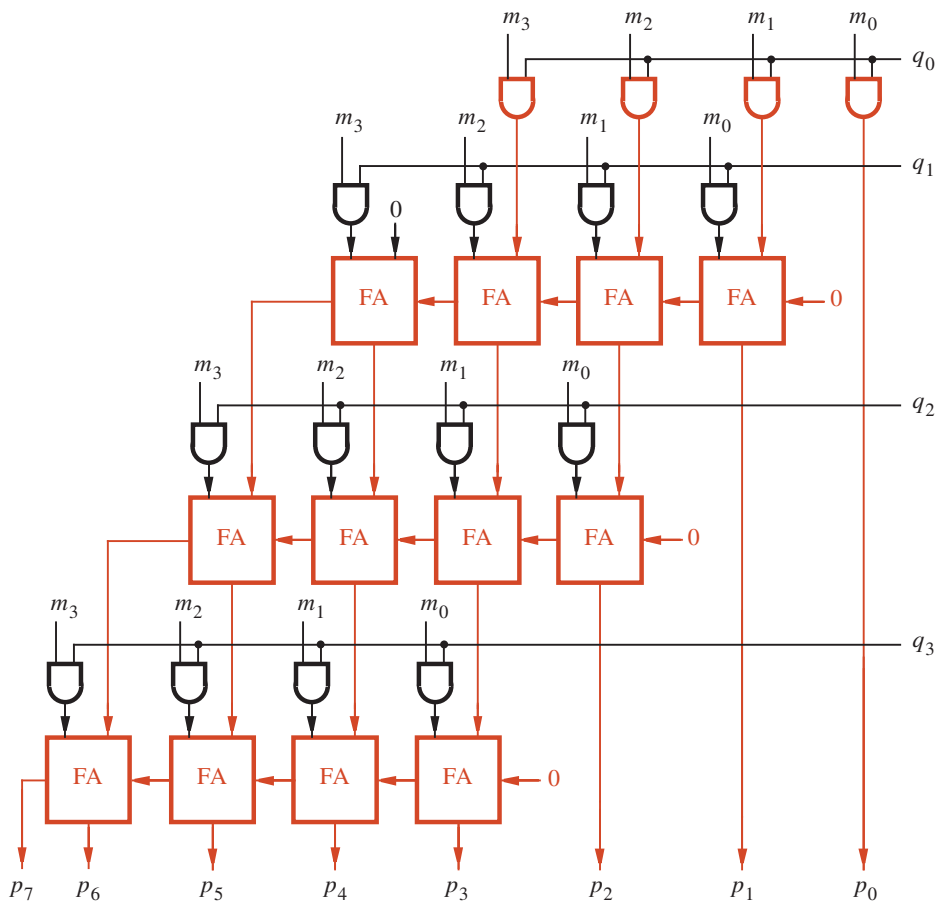 m₃ m₂ m₁ m₀
q₀
m₃ m₂ m₁ m₀
q₁
0
FA FA FA FA 0
m₃ m₂ m₁ m₀
q₂
FA FA FA FA 0
m₃ m₂ m₁ m₀
q₃
FA FA FA FA 0
p₇ p₆ p₅ p₄ p₃ p₂ p₁ p₀